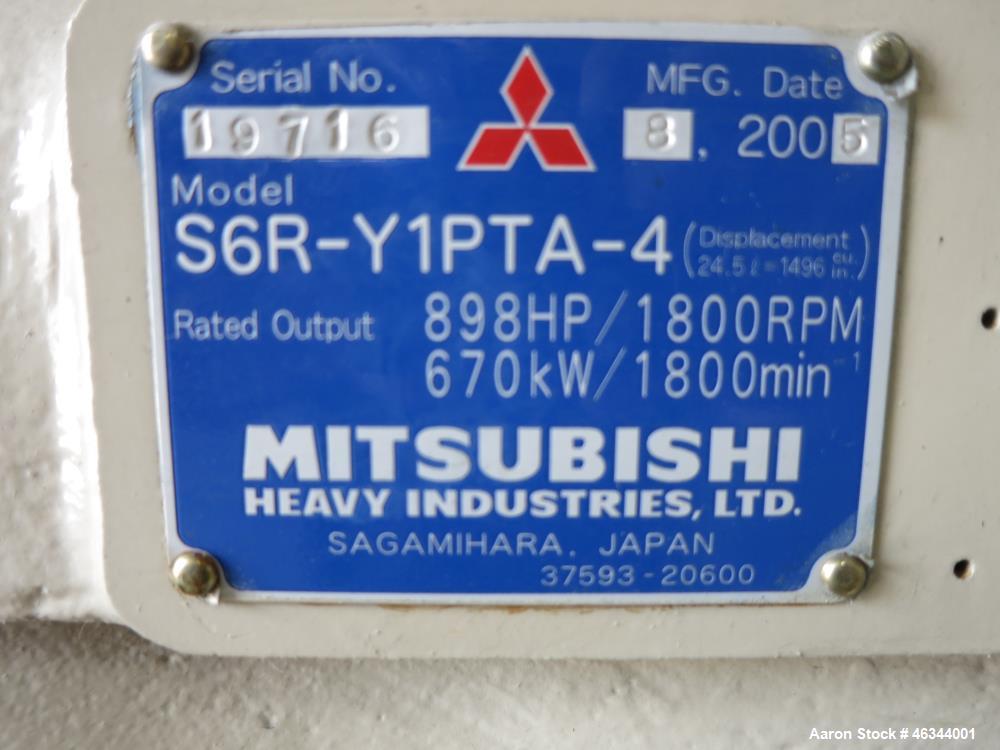 Serial No. MFG. Date
19716 8, 2005
Model
S6R-Y1PTA-4 (Displacement 24.5ℓ=1496 cu. in.)
Rated Output 898HP/1800RPM
670kW/1800min⁻¹
MITSUBISHI
HEAVY INDUSTRIES, LTD.
SAGAMIHARA, JAPAN
37593-20600
Aaron Stock # 46344001